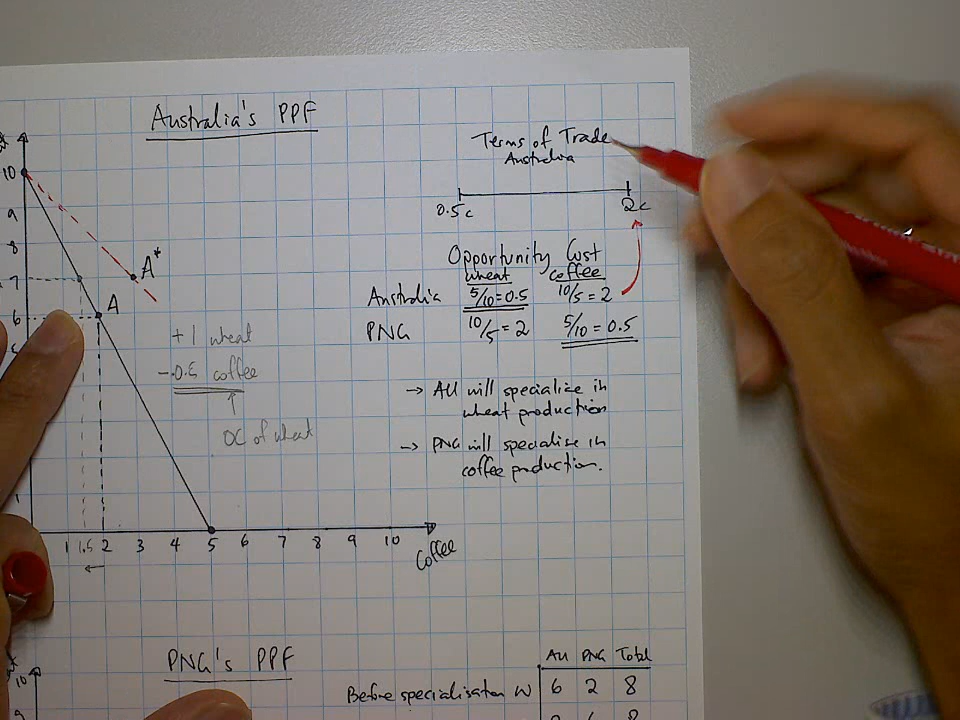 Australia's PPF
10
9
8
7
6
1
1 1.5 2 3 4 5 6 7 8 9 10
Coffee
A*
A
+1 wheat
-0.5 coffee
OC of wheat
Terms of Trade
Australia
0.5c 2c
Opportunity Cost
wheat coffee
Australia 5/10=0.5 10/5=2
PNG 10/5=2 5/10=0.5
→ AU will specialize in
wheat production
→ PNG will specialise in
coffee production.
PNG's PPF
10
9
AU PNG Total
Before specialisation W 6 2 8